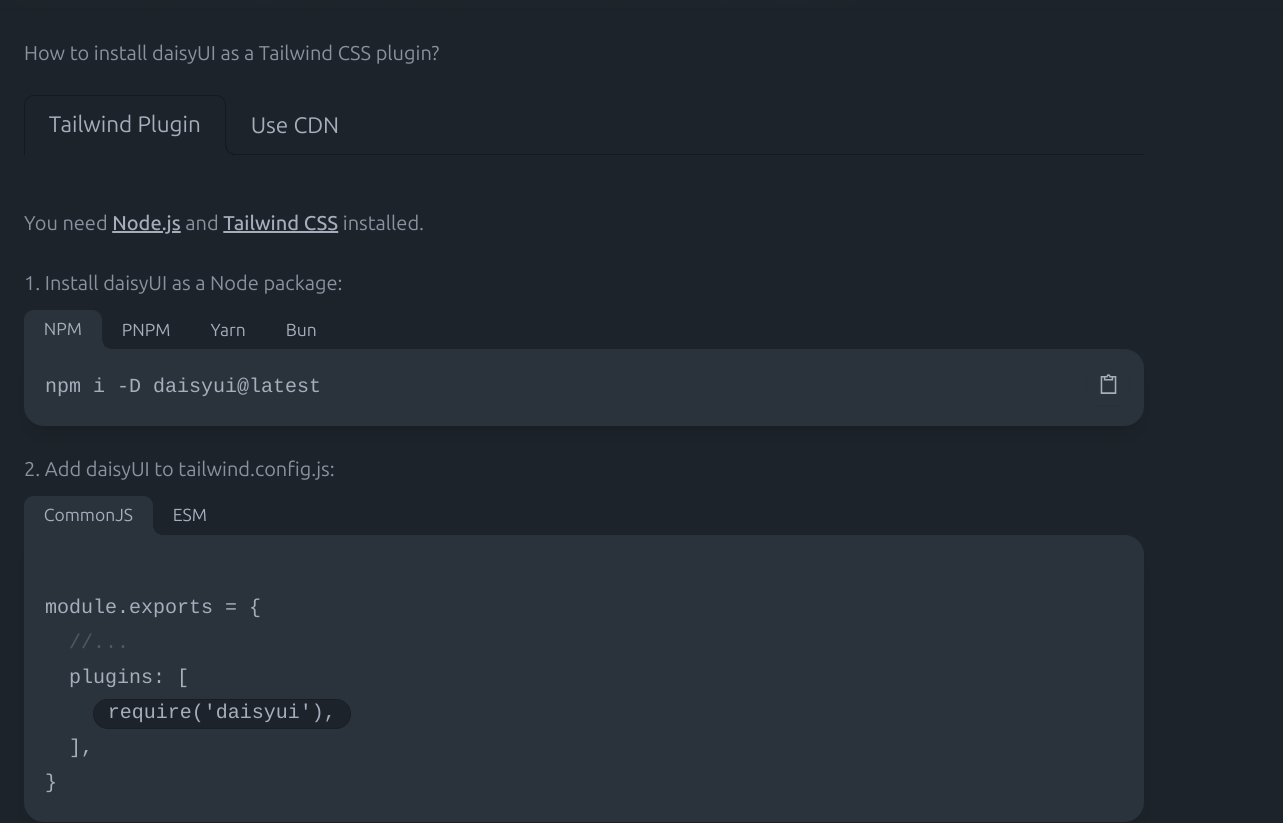 How to install daisyUI as a Tailwind CSS plugin?
Tailwind Plugin Use CDN
You need Node.js and Tailwind CSS installed.
1. Install daisyUI as a Node package:
NPM PNPM Yarn Bun
npm i -D daisyui@latest
2. Add daisyUI to tailwind.config.js:
CommonJS ESM
module.exports = {
  //...
  plugins: [
    require('daisyui'),
  ],
}